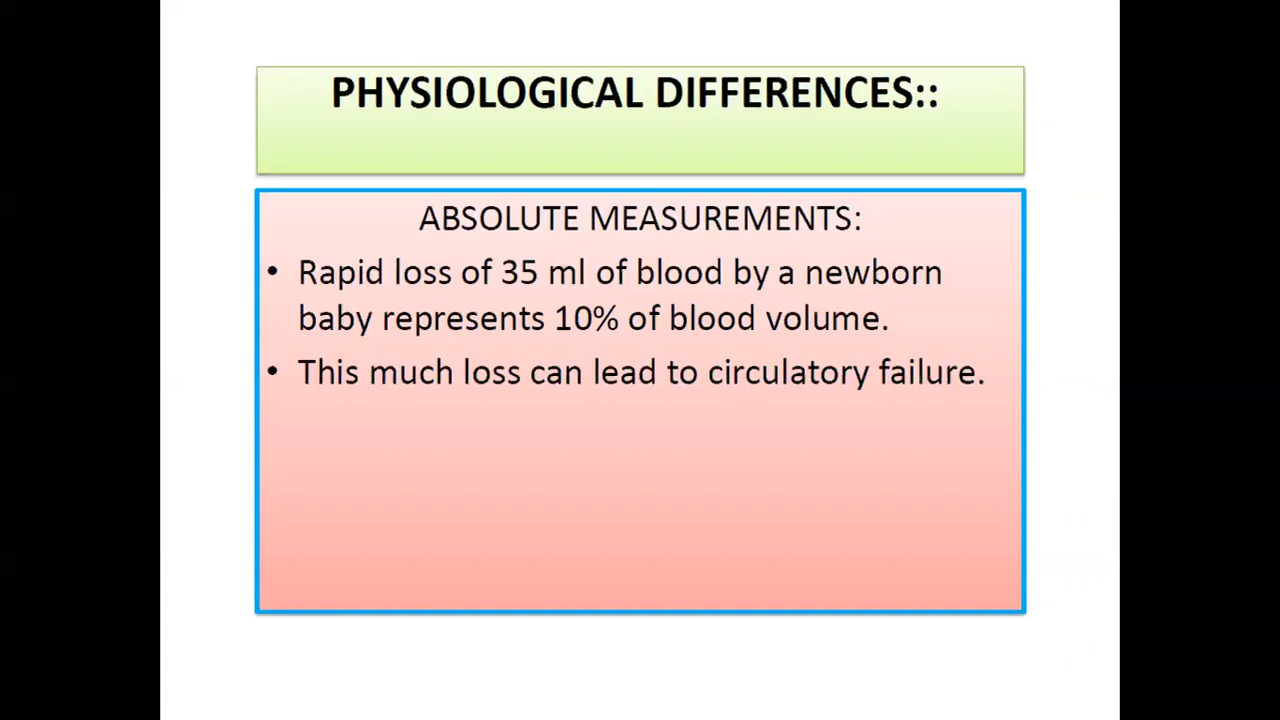 PHYSIOLOGICAL DIFFERENCES::
ABSOLUTE MEASUREMENTS:
• Rapid loss of 35 ml of blood by a newborn
baby represents 10% of blood volume.
• This much loss can lead to circulatory failure.